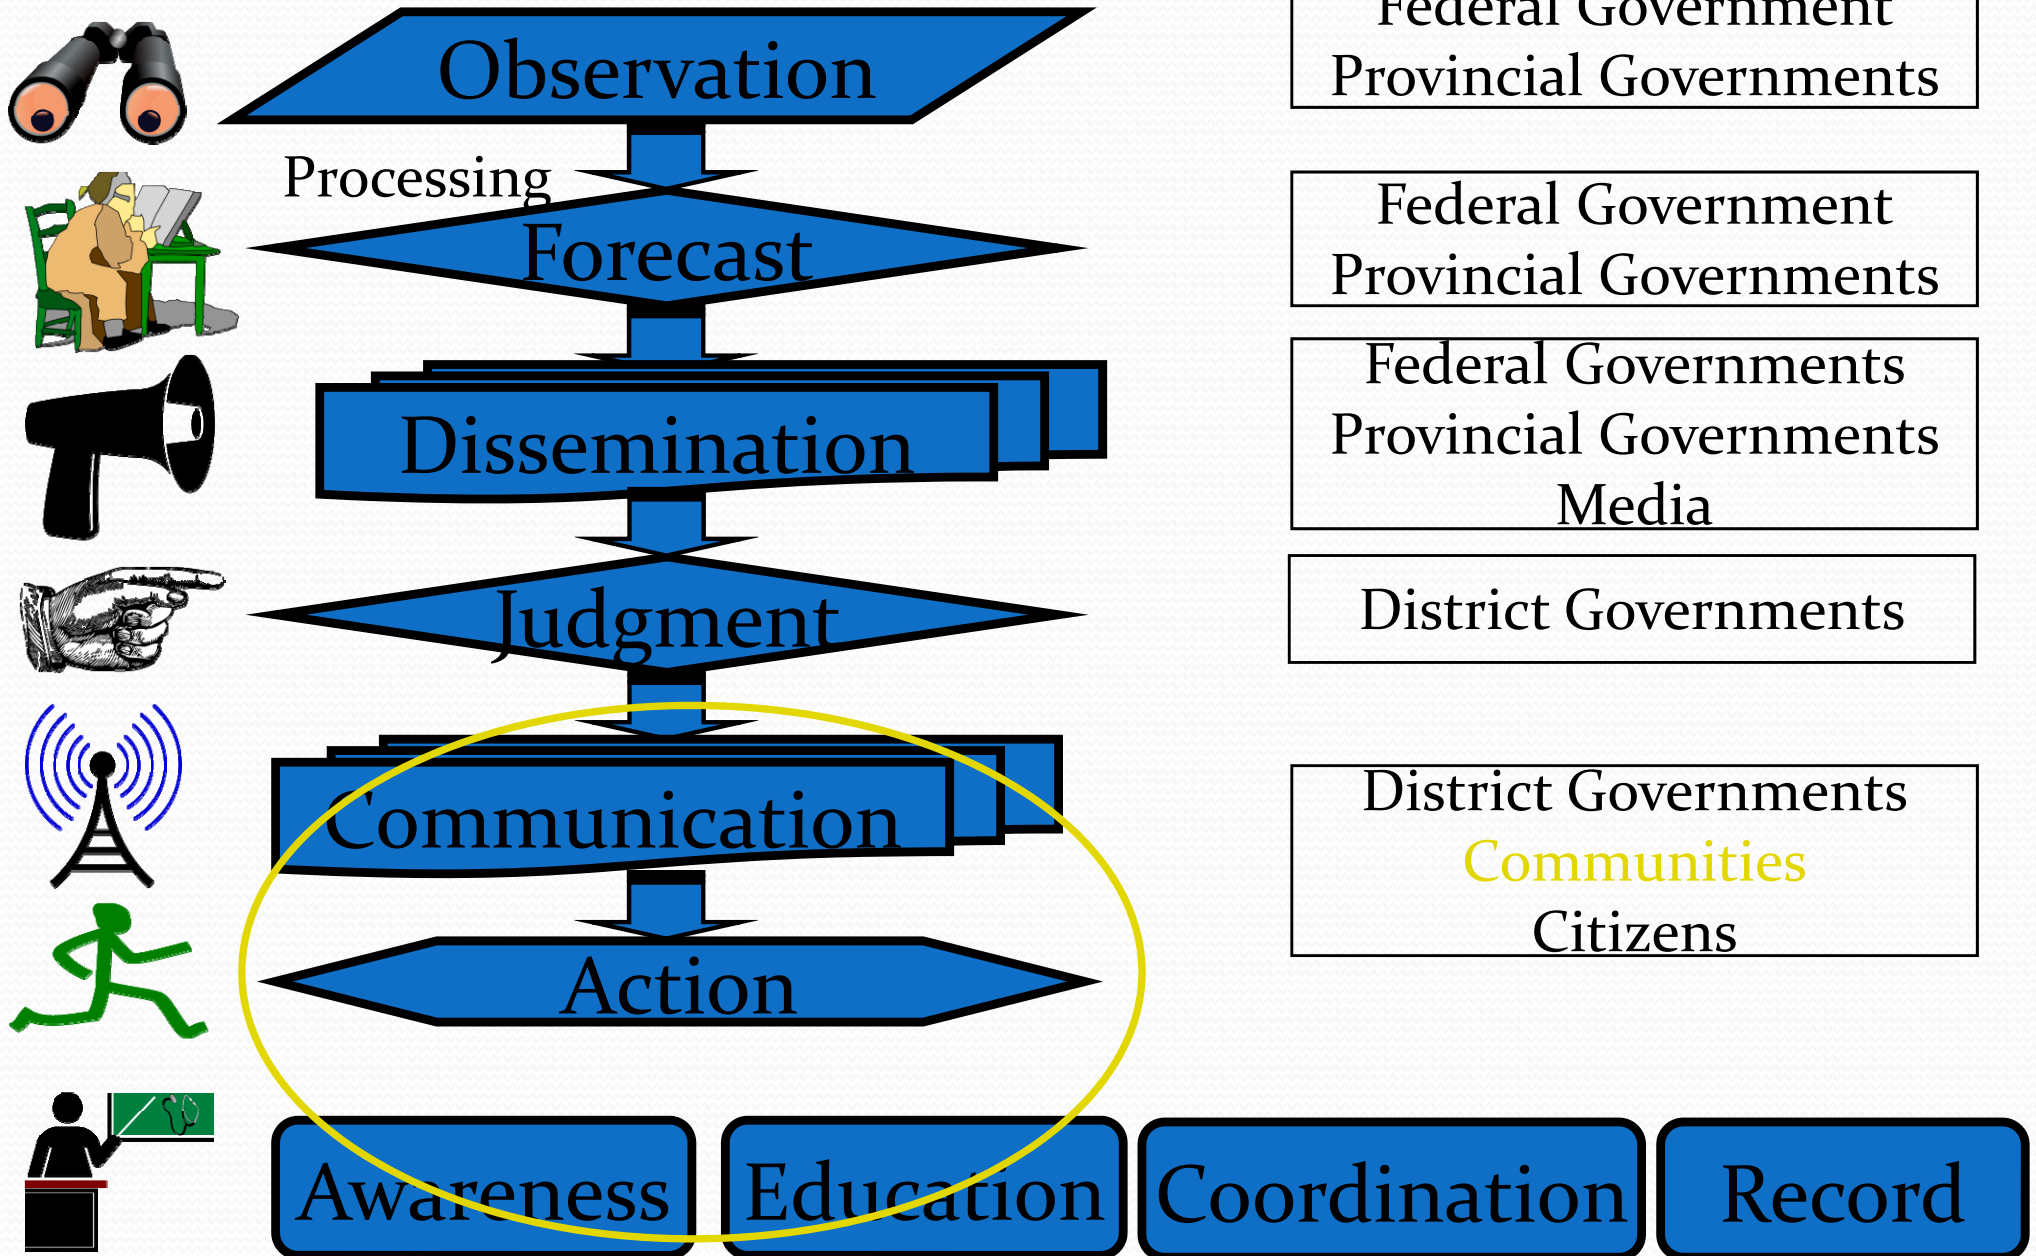 Observation
Federal Government
Provincial Governments
Processing
Forecast
Federal Government
Provincial Governments
Dissemination
Federal Governments
Provincial Governments
Media
Judgment
District Governments
Communication
District Governments
Communities
Citizens
Action
Awareness
Education
Coordination
Record